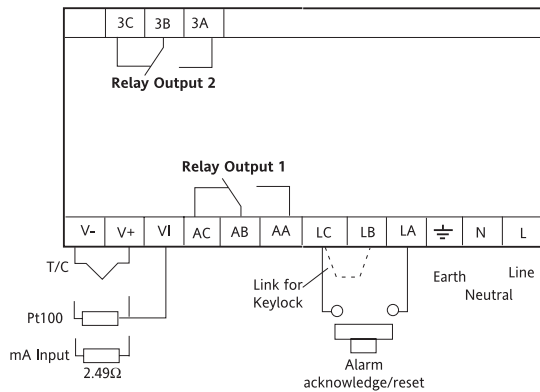 3C 3B 3A
Relay Output 2
Relay Output 1
V- V+ VI AC AB AA LC LB LA N L
T/C
Link for
Keylock
Earth
Line
Neutral
Pt100
mA Input
2.49Ω
Alarm
acknowledge/reset